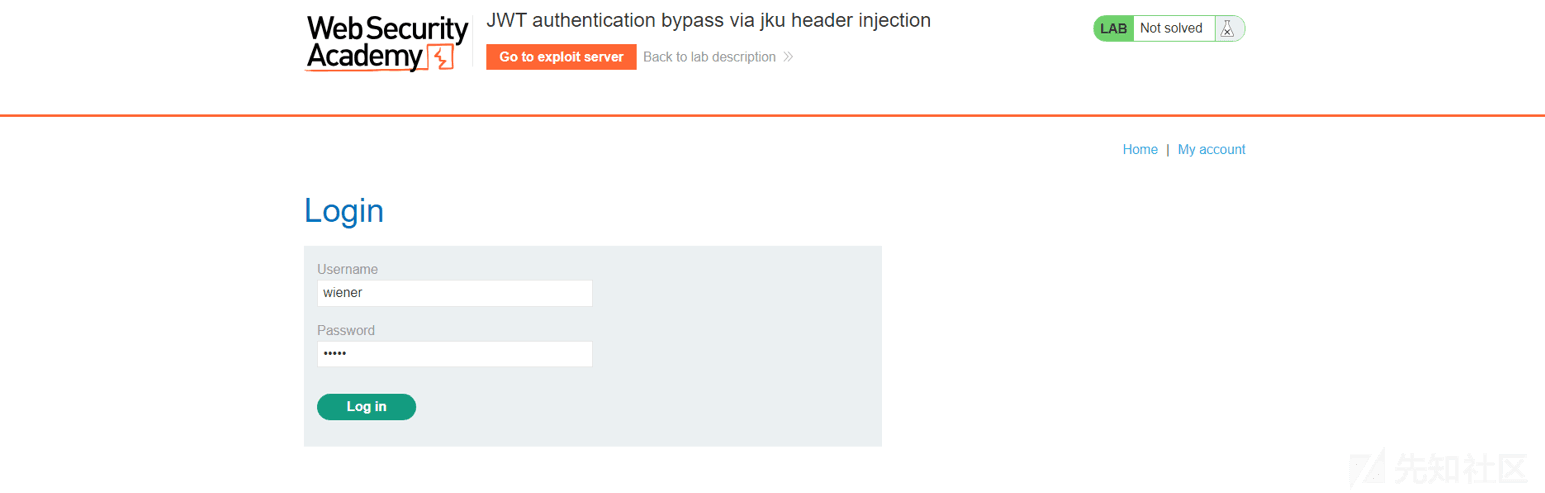 Web Security
Academy
JWT authentication bypass via jku header injection
Go to exploit server
Back to lab description
LAB
Not solved
Home | My account
Login
Username
wiener
Password
•••••
Log in
先知社区